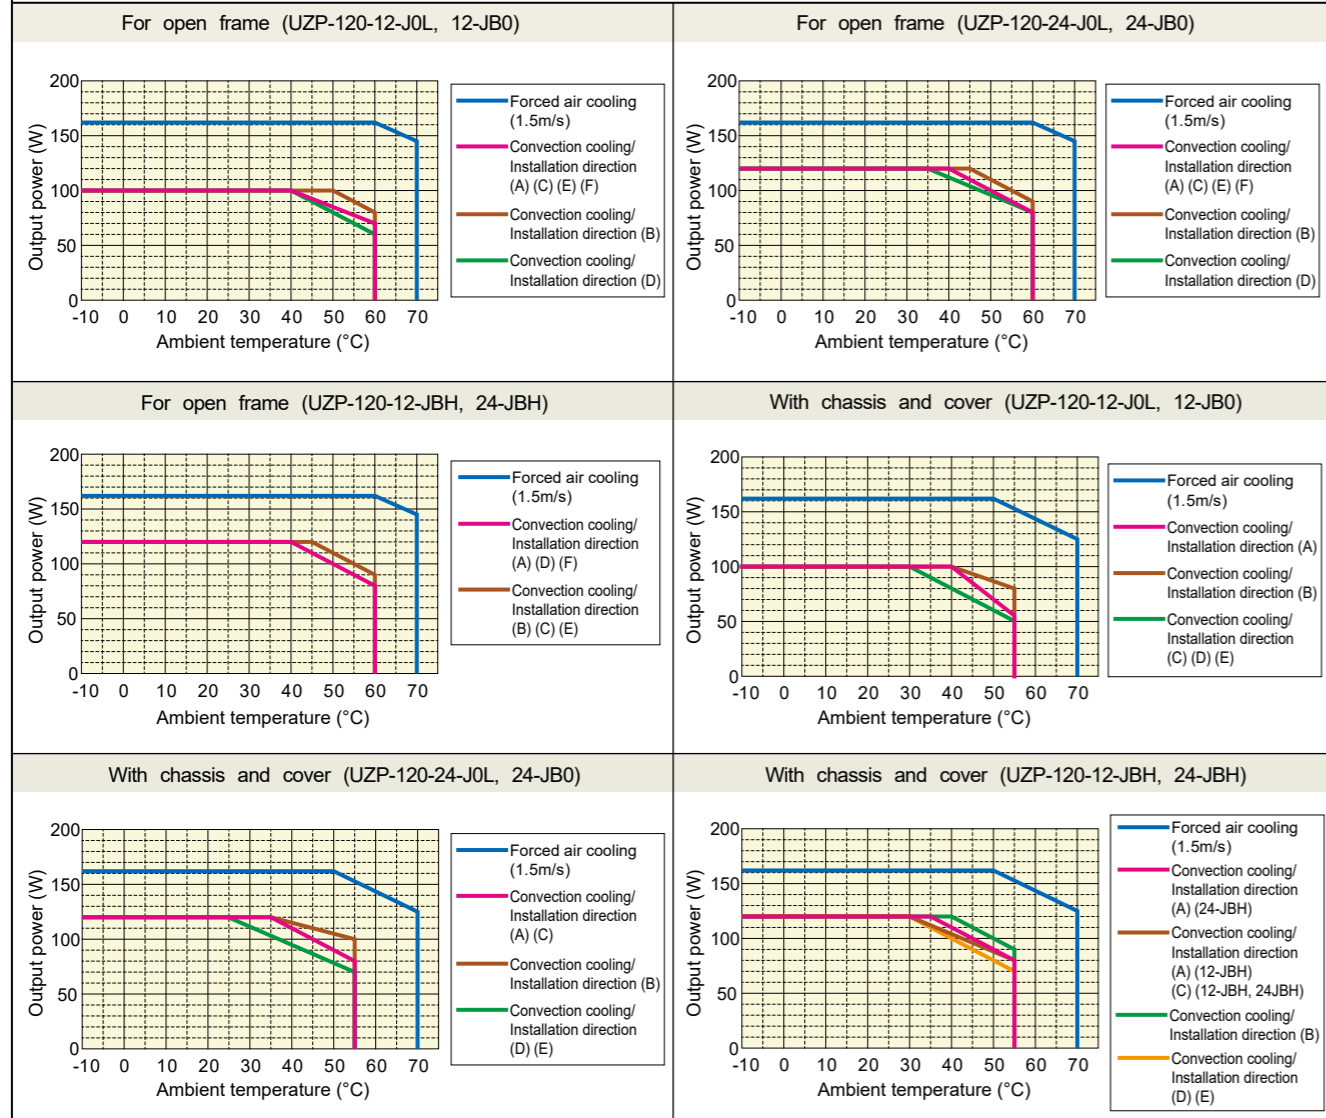 For open frame (UZP-120-12-J0L, 12-JB0)
200
150
100
50
0
-10 0 10 20 30 40 50 60 70
Output power (W)
Ambient temperature (°C)
Forced air cooling
(1.5m/s)
Convection cooling/
Installation direction
(A) (C) (E) (F)
Convection cooling/
Installation direction (B)
Convection cooling/
Installation direction (D)
For open frame (UZP-120-24-J0L, 24-JB0)
200
150
100
50
0
-10 0 10 20 30 40 50 60 70
Output power (W)
Ambient temperature (°C)
Forced air cooling
(1.5m/s)
Convection cooling/
Installation direction
(A) (C) (E) (F)
Convection cooling/
Installation direction (B)
Convection cooling/
Installation direction (D)
For open frame (UZP-120-12-JBH, 24-JBH)
200
150
100
50
0
-10 0 10 20 30 40 50 60 70
Output power (W)
Ambient temperature (°C)
Forced air cooling
(1.5m/s)
Convection cooling/
Installation direction
(A) (D) (F)
Convection cooling/
Installation direction
(B) (C) (E)
With chassis and cover (UZP-120-12-J0L, 12-JB0)
200
150
100
50
0
-10 0 10 20 30 40 50 60 70
Output power (W)
Ambient temperature (°C)
Forced air cooling
(1.5m/s)
Convection cooling/
Installation direction (A)
Convection cooling/
Installation direction (B)
Convection cooling/
Installation direction
(C) (D) (E)
With chassis and cover (UZP-120-24-J0L, 24-JB0)
200
150
100
50
0
-10 0 10 20 30 40 50 60 70
Output power (W)
Ambient temperature (°C)
Forced air cooling
(1.5m/s)
Convection cooling/
Installation direction
(A) (C)
Convection cooling/
Installation direction (B)
Convection cooling/
Installation direction
(D) (E)
With chassis and cover (UZP-120-12-JBH, 24-JBH)
200
150
100
50
0
-10 0 10 20 30 40 50 60 70
Output power (W)
Ambient temperature (°C)
Forced air cooling
(1.5m/s)
Convection cooling/
Installation direction
(A) (24-JBH)
Convection cooling/
Installation direction
(A) (12-JBH)
(C) (12-JBH, 24JBH)
Convection cooling/
Installation direction (B)
Convection cooling/
Installation direction
(D) (E)